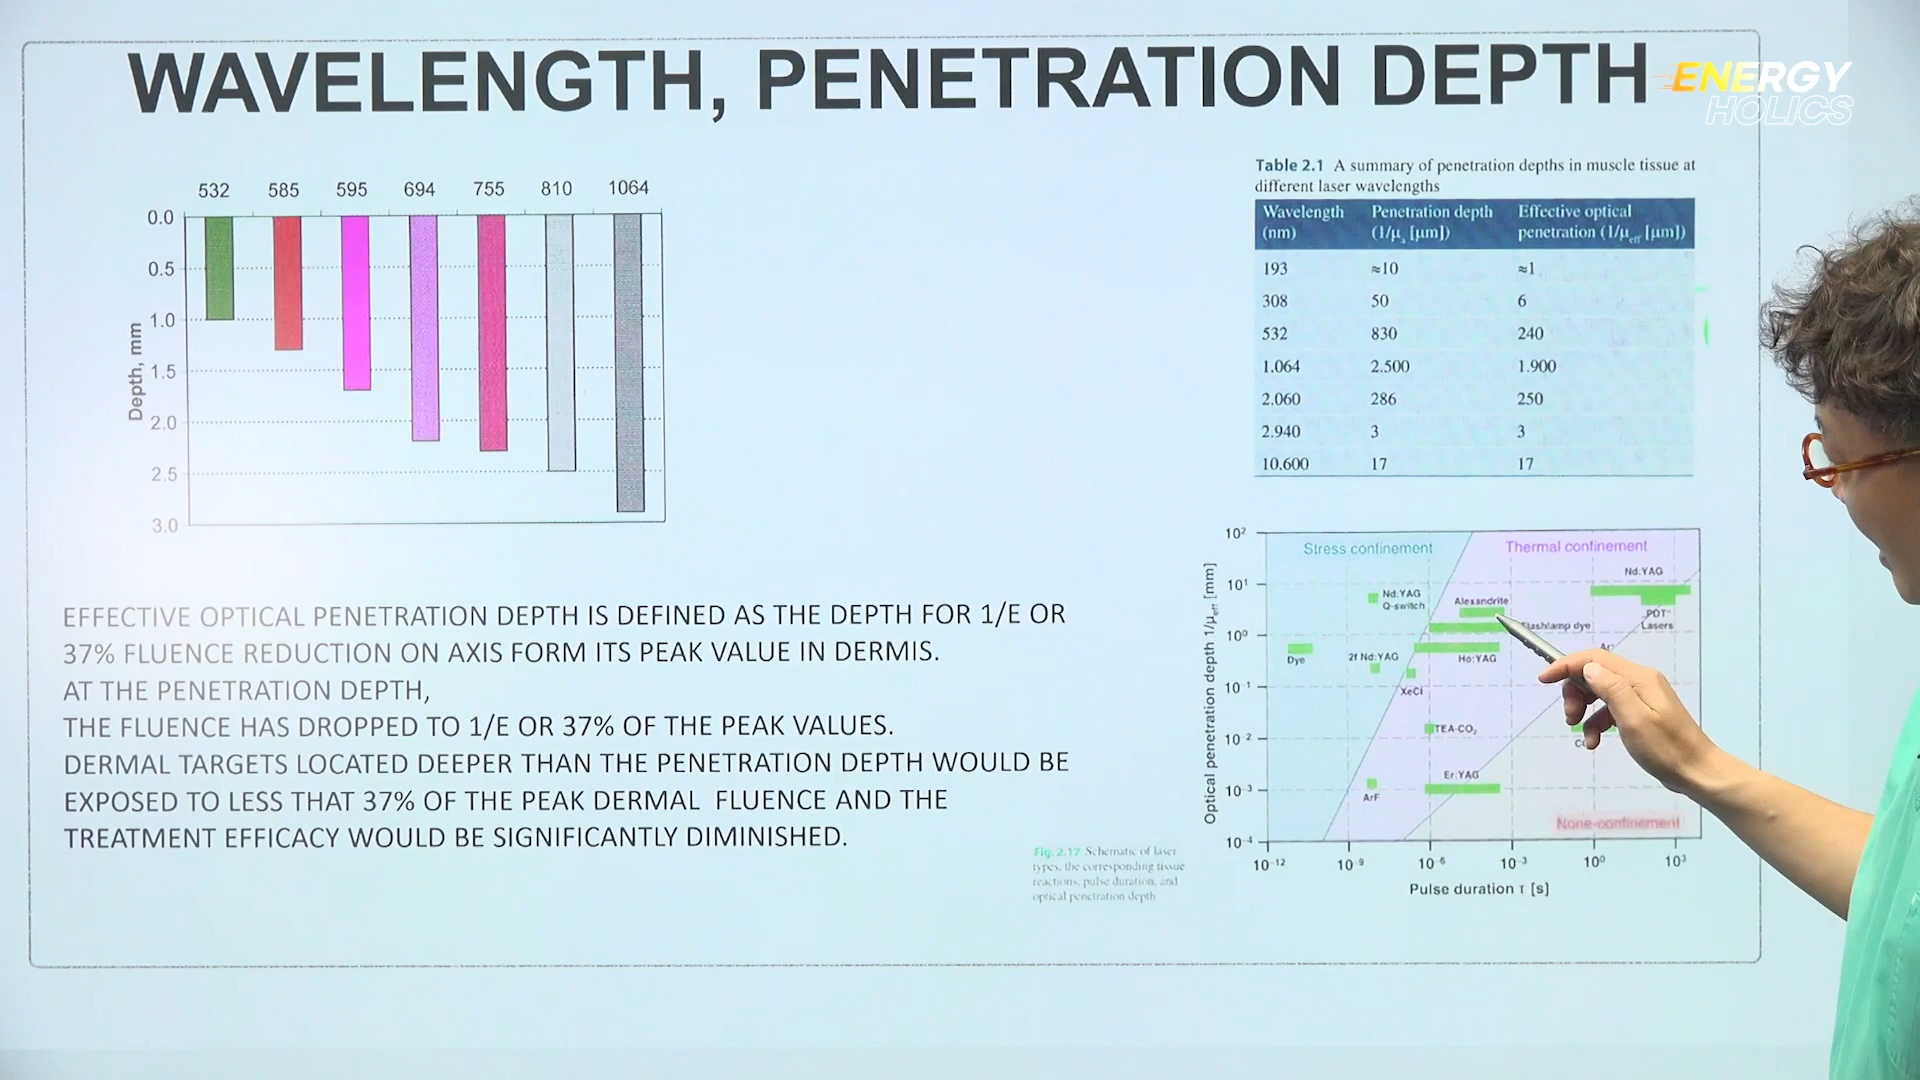 WAVELENGTH, PENETRATION DEPTH
ENERGY
HOLICS
532 585 595 694 755 810 1064
0.0
0.5
1.0
1.5
2.0
2.5
3.0
Depth, mm
EFFECTIVE OPTICAL PENETRATION DEPTH IS DEFINED AS THE DEPTH FOR 1/E OR
37% FLUENCE REDUCTION ON AXIS FORM ITS PEAK VALUE IN DERMIS.
AT THE PENETRATION DEPTH,
THE FLUENCE HAS DROPPED TO 1/E OR 37% OF THE PEAK VALUES.
DERMAL TARGETS LOCATED DEEPER THAN THE PENETRATION DEPTH WOULD BE
EXPOSED TO LESS THAT 37% OF THE PEAK DERMAL FLUENCE AND THE
TREATMENT EFFICACY WOULD BE SIGNIFICANTLY DIMINISHED.
Table 2.1 A summary of penetration depths in muscle tissue at
different laser wavelengths
Wavelength Penetration depth Effective optical
(nm) (1/μa [μm]) penetration (1/μeff [μm])
193 ≈10 ≈1
308 50 6
532 830 240
1.064 2.500 1.900
2.060 286 250
2.940 3 3
10.600 17 17
Fig. 2.17 Schematic of laser
types, the corresponding tissue
reactions, pulse duration, and
optical penetration depth
Optical penetration depth 1/μeff [mm]
10²
10¹
10⁰
10⁻¹
10⁻²
10⁻³
10⁻⁴
Stress confinement Thermal confinement
Nd:YAG
Nd:YAG
Q-switch
Alexandrite
PDT
Lasers
Flashlamp dye
Dye
2f Nd:YAG
Ho:YAG
XeCl
TEA-CO₂
Er:YAG
ArF
None-confinement
10⁻¹² 10⁻⁹ 10⁻⁶ 10⁻³ 10⁰ 10³
Pulse duration τ [s]